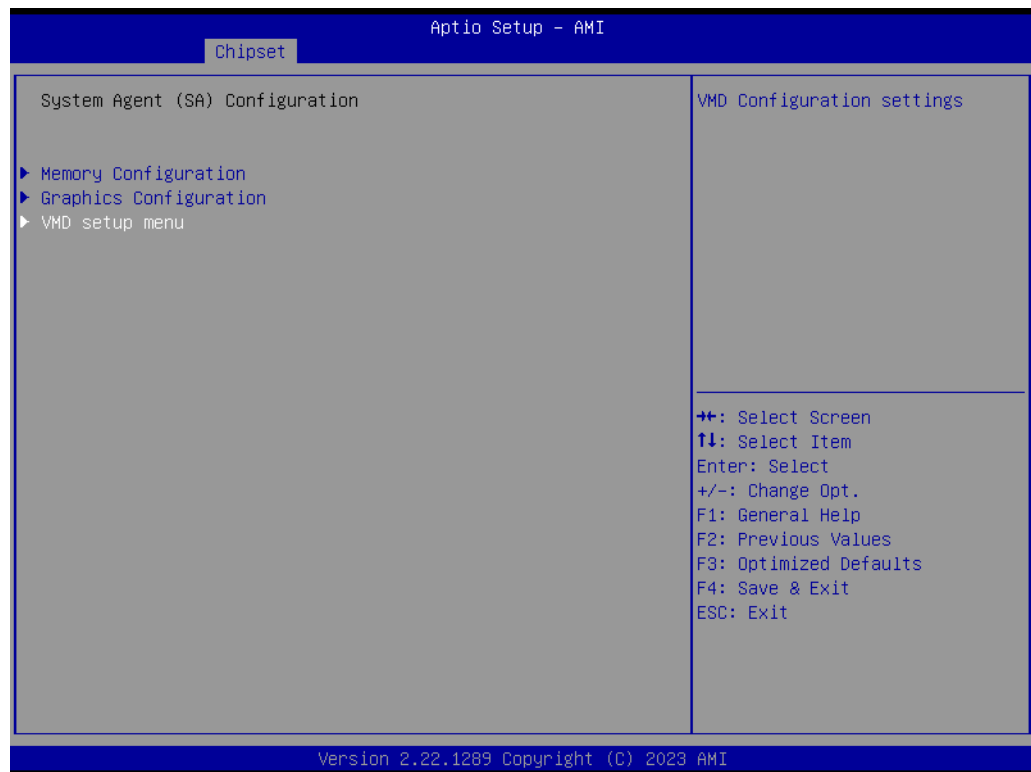 Aptio Setup – AMI
Chipset
System Agent (SA) Configuration
▶ Memory Configuration
▶ Graphics Configuration
▶ VMD setup menu
VMD Configuration settings
→←: Select Screen
↑↓: Select Item
Enter: Select
+/-: Change Opt.
F1: General Help
F2: Previous Values
F3: Optimized Defaults
F4: Save & Exit
ESC: Exit
Version 2.22.1289 Copyright (C) 2023 AMI